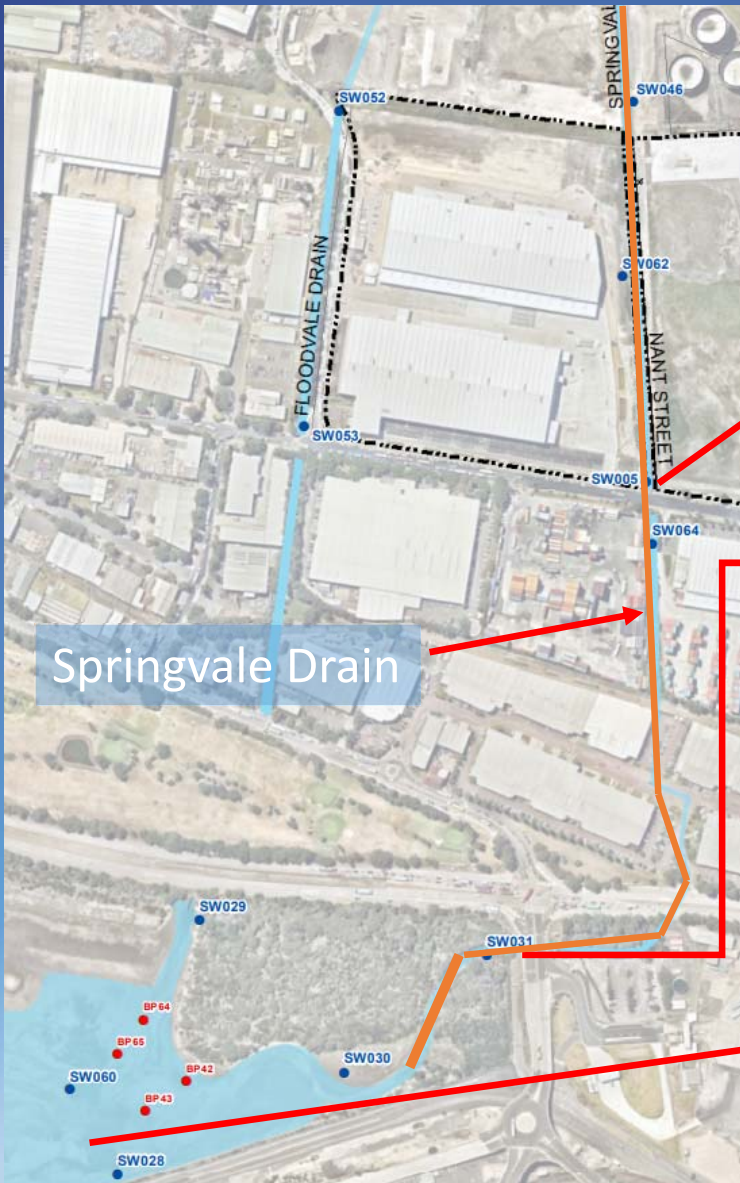 SPRINGVAL
SW052
SW046
FLOODVALE DRAIN
SW062
NANT STREET
SW053
SW005
SW064
Springvale Drain
SW029
SW031
BP64
BP65
SW030
SW060
BP42
BP43
SW028